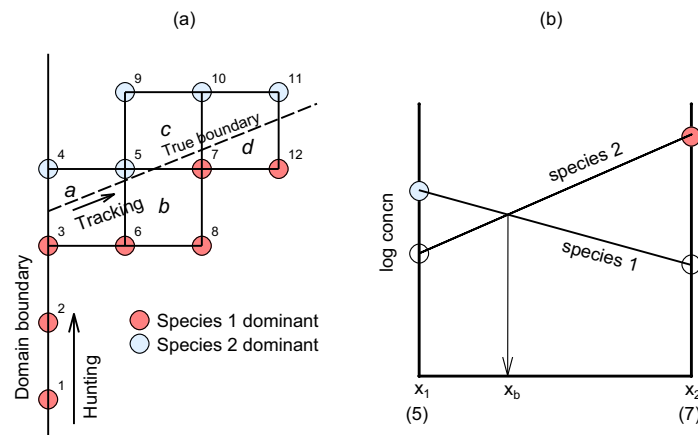 (a)
(b)
9
10
11
c
True boundary
d
4
5
7
12
a
Tracking
b
3
6
8
2
1
Domain boundary
Hunting
Species 1 dominant
Species 2 dominant
log concn
species 2
species 1
x1
xb
x2
(5)
(7)